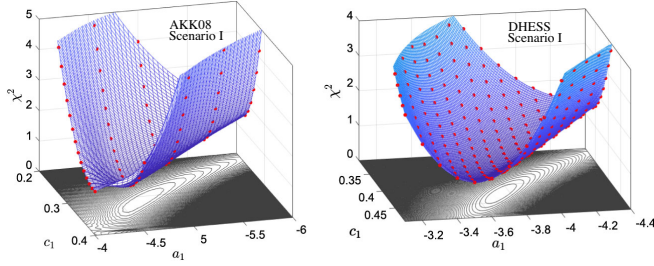 AKK08
Scenario I
5
4
3
2
1
0
χ²
0.2
0.3
0.4
c₁
-4
-4.5
5
-5.5
-6
a₁
DHESS
Scenario I
4
3
2
1
0
χ²
0.35
0.4
0.45
c₁
-3.2
-3.4
-3.6
-3.8
-4
-4.2
-4.4
a₁